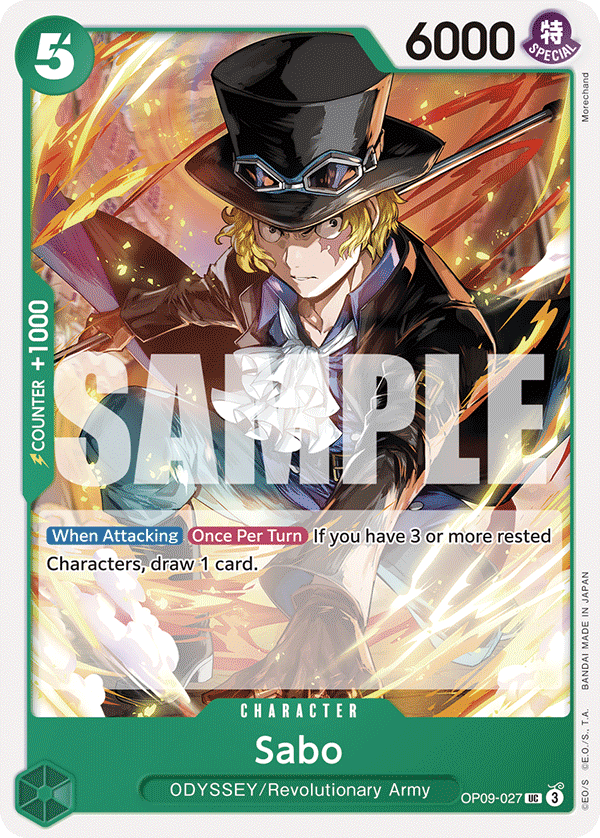 5
6000
特
SPECIAL
Morechand
COUNTER +1000
SAMPLE
When Attacking Once Per Turn If you have 3 or more rested
Characters, draw 1 card.
CHARACTER
Sabo
ODYSSEY/Revolutionary Army
OP09-027 UC 3
©EO/S ©E.O./S., T.A. BANDAI MADE IN JAPAN